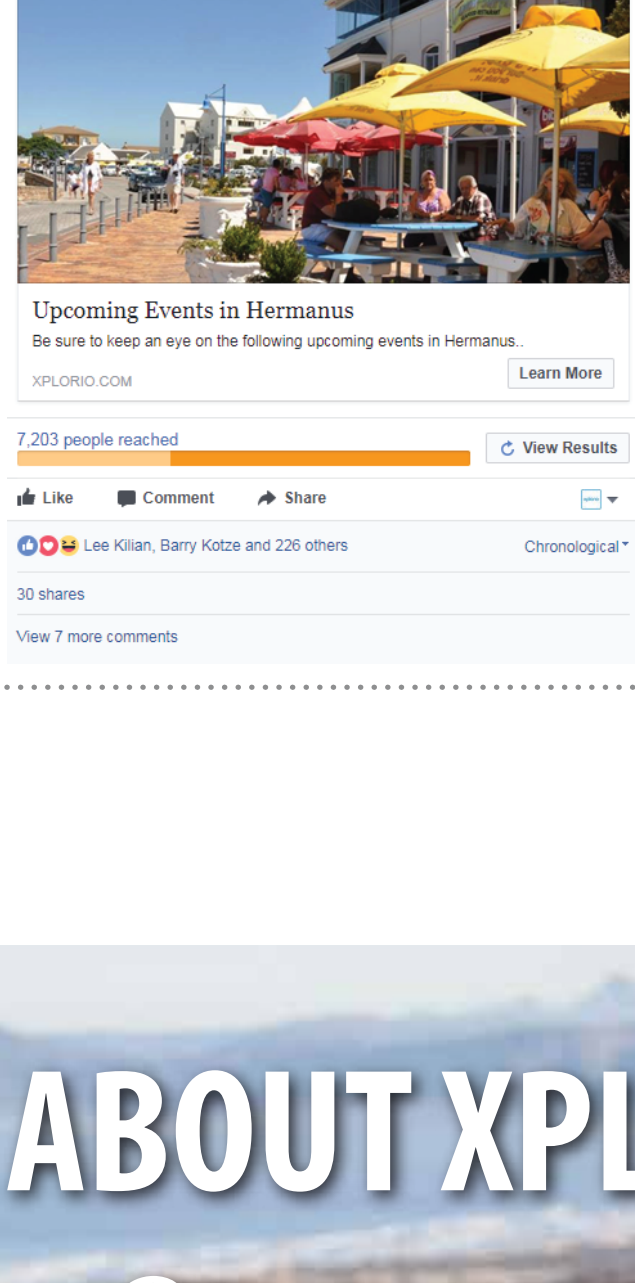 Upcoming Events in Hermanus
Be sure to keep an eye on the following upcoming events in Hermanus..
XPLORIO.COM
Learn More
7,203 people reached
View Results
Like Comment Share
Lee Kilian, Barry Kotze and 226 others
Chronological
30 shares
View 7 more comments
ABOUT XPL